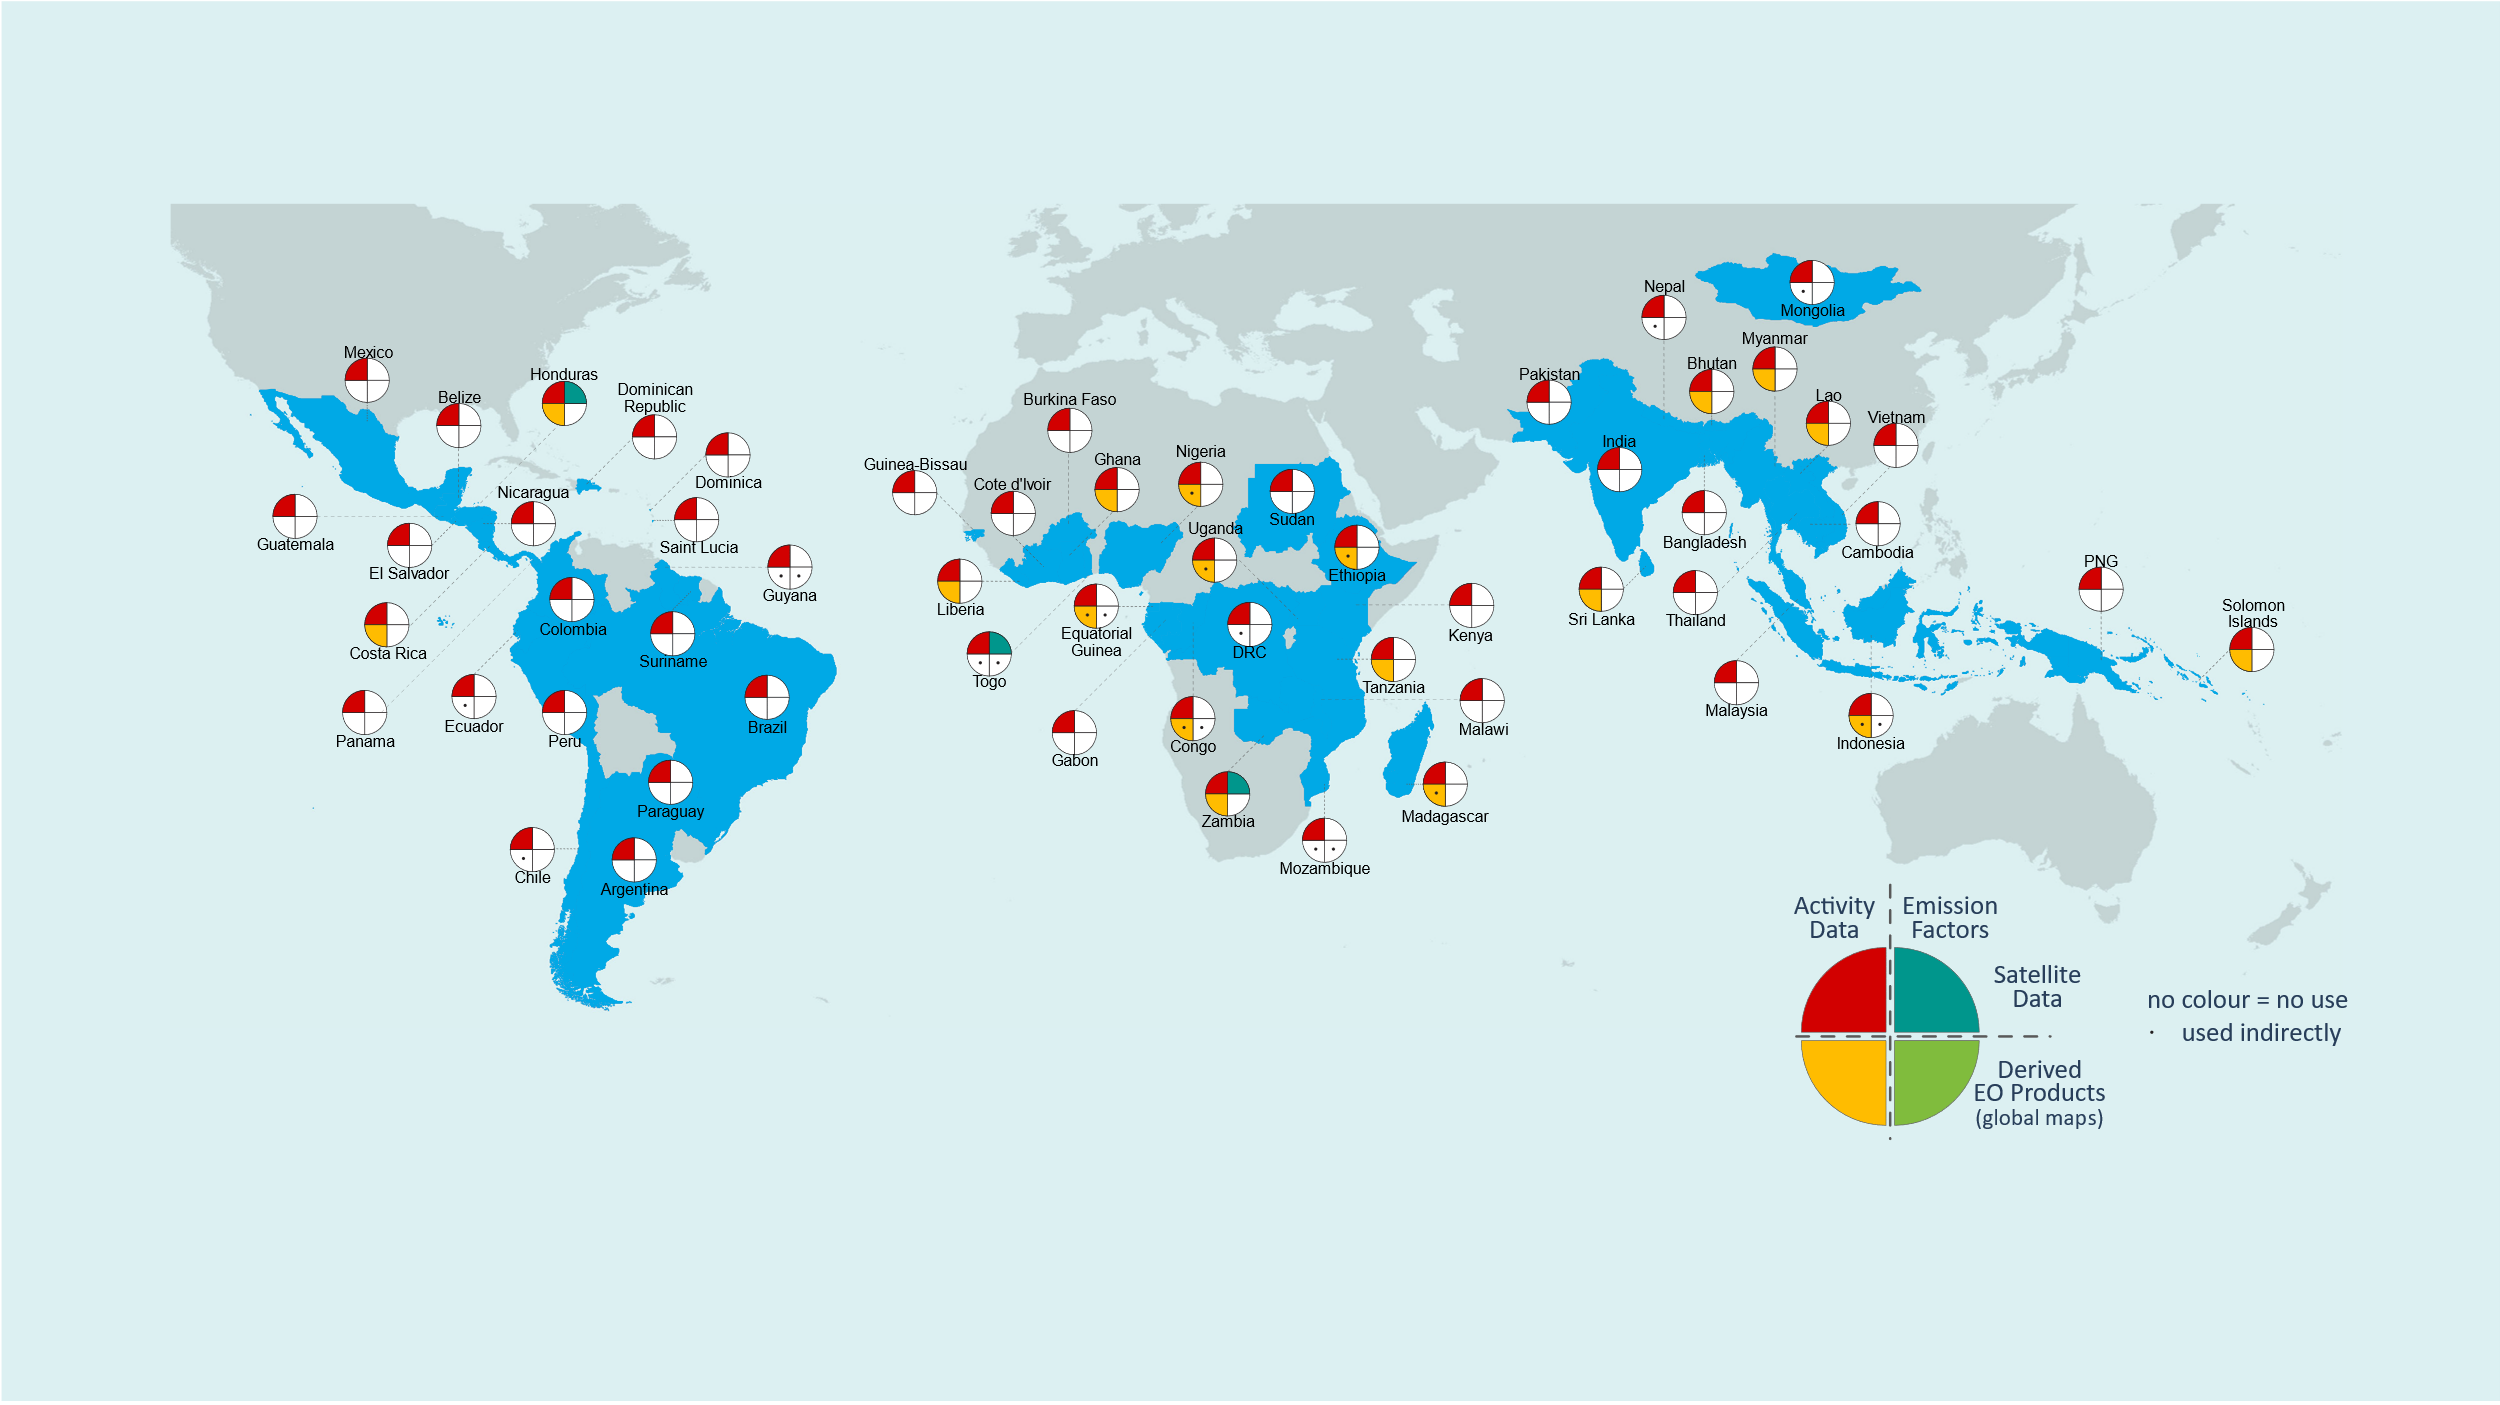 Nepal
Mongolia
Myanmar
Mexico
Bhutan
Honduras
Pakistan
Dominican
Republic
Belize
Burkina Faso
Lao
Vietnam
India
Nigeria
Ghana
Guinea-Bissau
Cote d'Ivoir
Dominica
Nicaragua
Sudan
Uganda
Guatemala
Saint Lucia
Bangladesh
Cambodia
El Salvador
Ethiopia
PNG
Guyana
Liberia
Solomon
Islands
Sri Lanka
Thailand
Colombia
Equatorial
Guinea
Kenya
Costa Rica
DRC
Suriname
Togo
Tanzania
Malaysia
Ecuador
Brazil
Malawi
Panama
Peru
Congo
Indonesia
Gabon
Paraguay
Madagascar
Zambia
Mozambique
Chile
Argentina
Activity
Data
Emission
Factors
Satellite
Data
no colour = no use
. used indirectly
Derived
EO Products
(global maps)